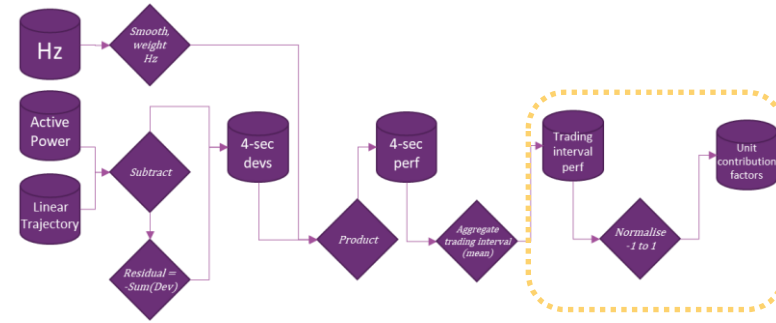 Hz
Smooth,
weight
Hz
Active
Power
Linear
Trajectory
Subtract
Residual =
-Sum(Dev)
4-sec
devs
Product
4-sec
perf
Aggregate
trading interval
(mean)
Trading
interval
perf
Normalise
-1 to 1
Unit
contribution
factors